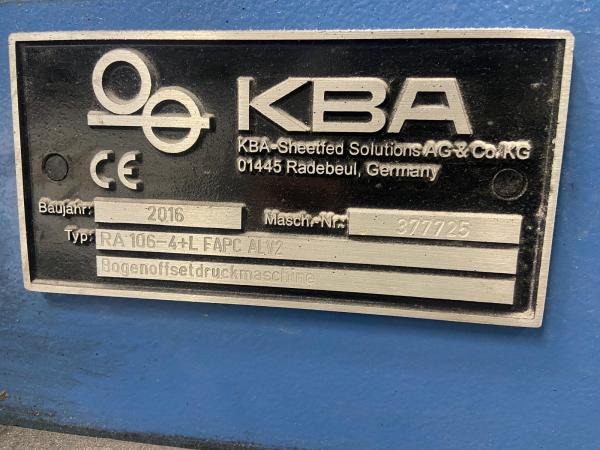 KBA
KBA-Sheetfed Solutions AG & Co. KG
01445 Radebeul, Germany
CE
Baujahr: 2016 Masch-Nr.: 377725
Typ: RA 106-4+L FAPC ALV2
Bogenoffsetdruckmaschine